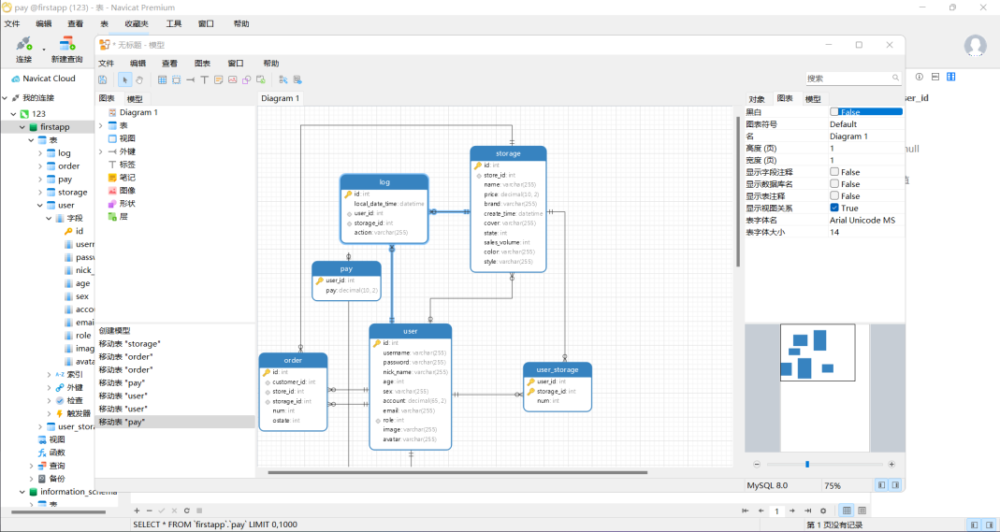 pay @firstapp (123) - 表 - Navicat Premium
文件 编辑 查看 表 收藏夹 工具 窗口 帮助
连接 新建查询
* 无标题 - 模型
文件 编辑 查看 图表 窗口 帮助
搜索
Navicat Cloud
我的连接
123
firstapp
表
log
order
pay
storage
user
字段
id
usern
passw
nick_
age
sex
accou
email
role
imag
avata
索引
外键
检查
触发器
user_stora
视图
函数
查询
备份
information_schema
表
图表 模型
Diagram 1
表
视图
外键
标签
笔记
图像
形状
层
创建模型
移动表 "storage"
移动表 "order"
移动表 "order"
移动表 "pay"
移动表 "user"
移动表 "user"
移动表 "pay"
Diagram 1
storage
id: int
store_id: int
name: varchar(255)
price: decimal(10, 2)
brand: varchar(255)
create_time: datetime
cover: varchar(255)
state: int
sales_volume: int
color: varchar(255)
style: varchar(255)
log
id: int
local_date_time: datetime
user_id: int
storage_id: int
action: varchar(255)
pay
user_id: int
pay: decimal(10, 2)
user
id: int
username: varchar(255)
password: varchar(255)
nick_name: varchar(255)
age: int
sex: varchar(255)
account: decimal(65, 2)
email: varchar(255)
role: int
image: varchar(255)
avatar: varchar(255)
order
id: int
customer_id: int
store_id: int
storage_id: int
num: int
ostate: int
user_storage
user_id: int
storage_id: int
num: int
对象 图表 模型
黑白 False
图表符号 Default
名 Diagram 1
高度 (页) 1
宽度 (页) 1
显示字段注释 False
显示数据库名 False
显示表注释 False
显示视图关系 True
表字体名 Arial Unicode MS
表字体大小 14
ser_id
null
值
MySQL 8.0 75%
1
SELECT * FROM `firstapp`.`pay` LIMIT 0,1000
第 1 页没有记录